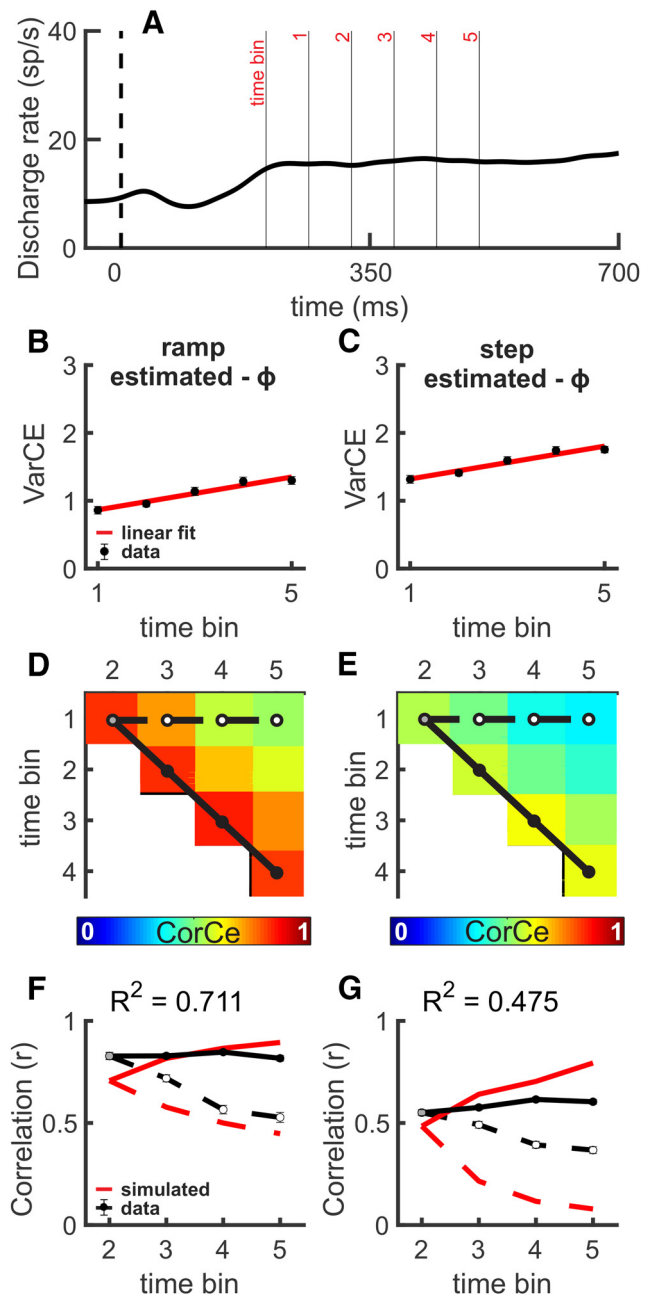 A
Discharge rate (sp/s)
40
20
0
time bin
1
2
3
4
5
0
350
700
time (ms)
B
ramp
estimated - ϕ
VarCE
3
2
1
0
linear fit
data
1
5
time bin
C
step
estimated - ϕ
VarCE
3
2
1
0
1
5
time bin
D
2 3 4 5
time bin
1
2
3
4
0 CorCe 1
E
2 3 4 5
time bin
1
2
3
4
0 CorCe 1
F
R² = 0.711
Correlation (r)
1
0.5
0
simulated
data
2 3 4 5
time bin
G
R² = 0.475
Correlation (r)
1
0.5
0
2 3 4 5
time bin